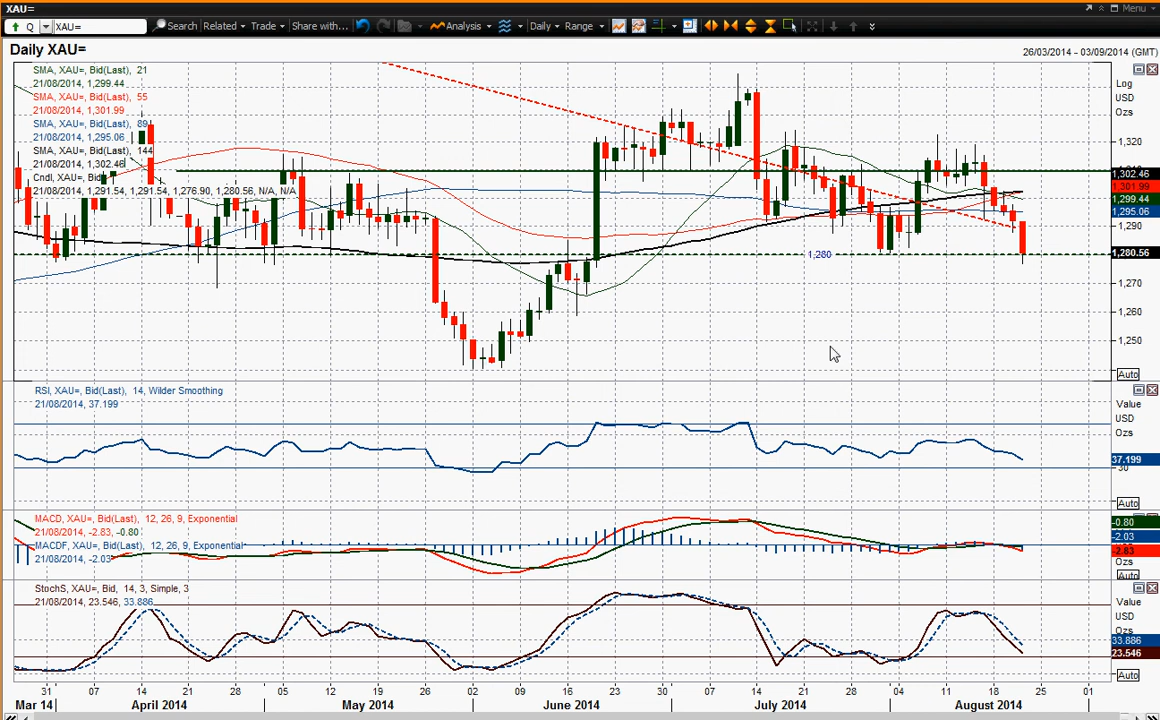 XAU=
Menu
Q XAU= Search Related Trade Share with... Analysis Daily Range
Daily XAU=
26/03/2014 - 03/09/2014 (GMT)
SMA, XAU=, Bid(Last), 21
21/08/2014, 1,299.44
SMA, XAU=, Bid(Last), 55
21/08/2014, 1,301.99
SMA, XAU=, Bid(Last), 89
21/08/2014, 1,295.06
SMA, XAU=, Bid(Last), 144
21/08/2014, 1,302.46
Cndl, XAU=, Bid
21/08/2014, 1,291.54, 1,291.54, 1,276.90, 1,280.56, N/A, N/A
Log
USD
Ozs
1,320
1,302.46
1,301.99
1,299.44
1,295.06
1,290
1,280
1,280.56
1,270
1,260
1,250
Auto
RSI, XAU=, Bid(Last), 14, Wilder Smoothing
21/08/2014, 37.199
Value
USD
Ozs
37.199
30
Auto
MACD, XAU=, Bid(Last), 12, 26, 9, Exponential
21/08/2014, -2.83, -0.80
MACDF, XAU=, Bid(Last), 12, 26, 9, Exponential
21/08/2014, -2.03
-0.80
-2.03
-2.83
Ozs
Auto
StochS, XAU=, Bid, 14, 3, Simple, 3
21/08/2014, 23.546, 33.886
Value
USD
Ozs
33.886
23.546
Auto
31 07 14 21 28 05 12 19 26 02 09 16 23 30 07 14 21 28 04 11 18 25 01
Mar 14 April 2014 May 2014 June 2014 July 2014 August 2014